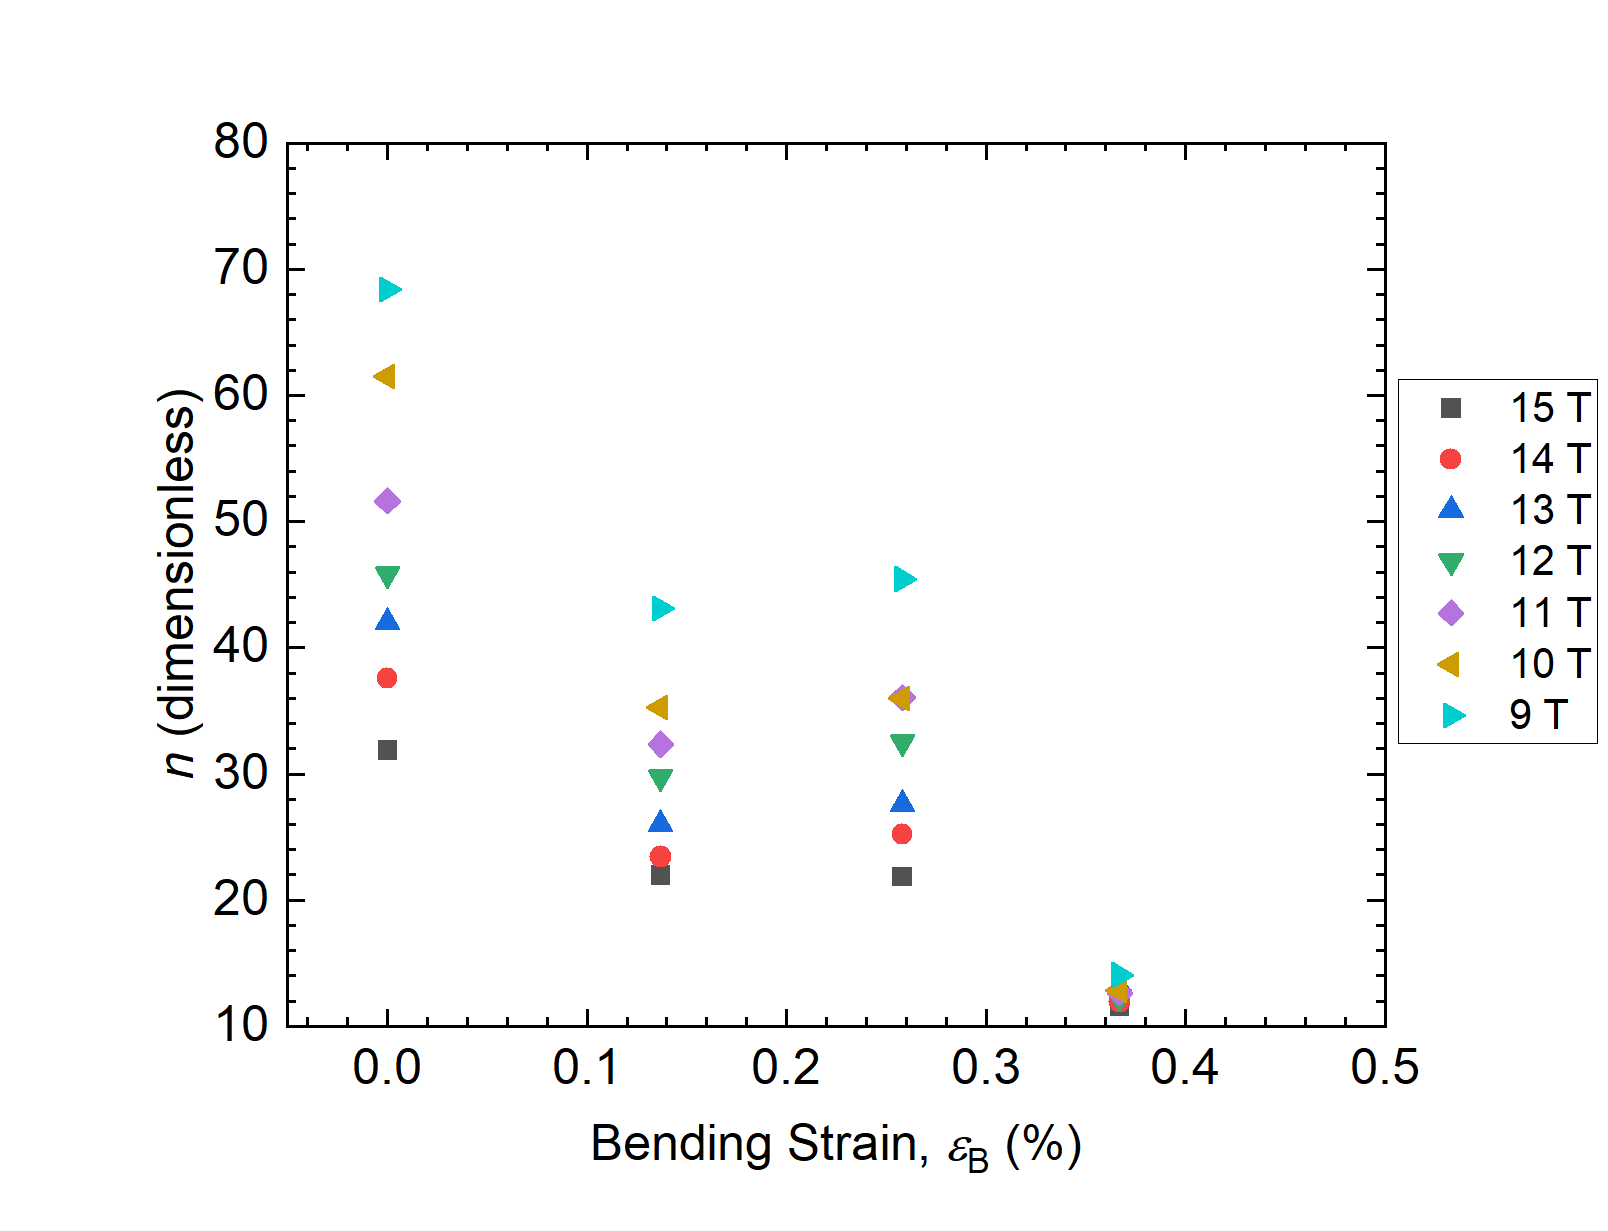 80
70
60
50
40
30
20
10
n (dimensionless)
0.0 0.1 0.2 0.3 0.4 0.5
Bending Strain, εB (%)
15 T
14 T
13 T
12 T
11 T
10 T
9 T